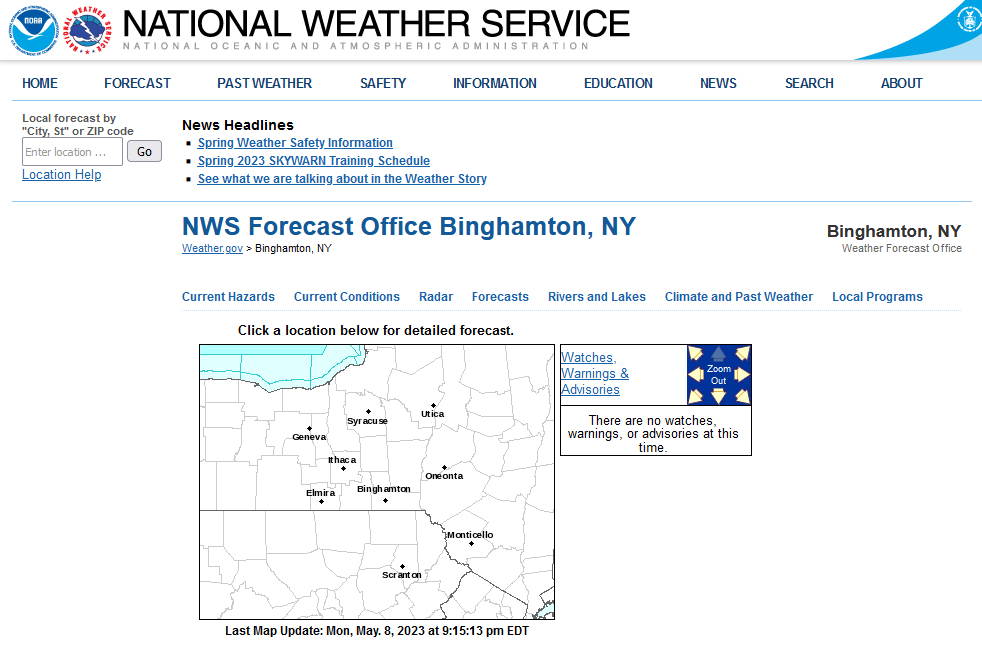 NOAA
NATIONAL WEATHER SERVICE
NATIONAL OCEANIC AND ATMOSPHERIC ADMINISTRATION
HOME FORECAST PAST WEATHER SAFETY INFORMATION EDUCATION NEWS SEARCH ABOUT
Local forecast by
"City, St" or ZIP code
Enter location ... Go
Location Help
News Headlines
Spring Weather Safety Information
Spring 2023 SKYWARN Training Schedule
See what we are talking about in the Weather Story
NWS Forecast Office Binghamton, NY
Weather.gov > Binghamton, NY
Binghamton, NY
Weather Forecast Office
Current Hazards Current Conditions Radar Forecasts Rivers and Lakes Climate and Past Weather Local Programs
Click a location below for detailed forecast.
Syracuse
Utica
Geneva
Ithaca
Oneonta
Elmira
Binghamton
Monticello
Scranton
Watches,
Warnings &
Advisories
Zoom
Out
There are no watches,
warnings, or advisories at this
time.
Last Map Update: Mon, May. 8, 2023 at 9:15:13 pm EDT